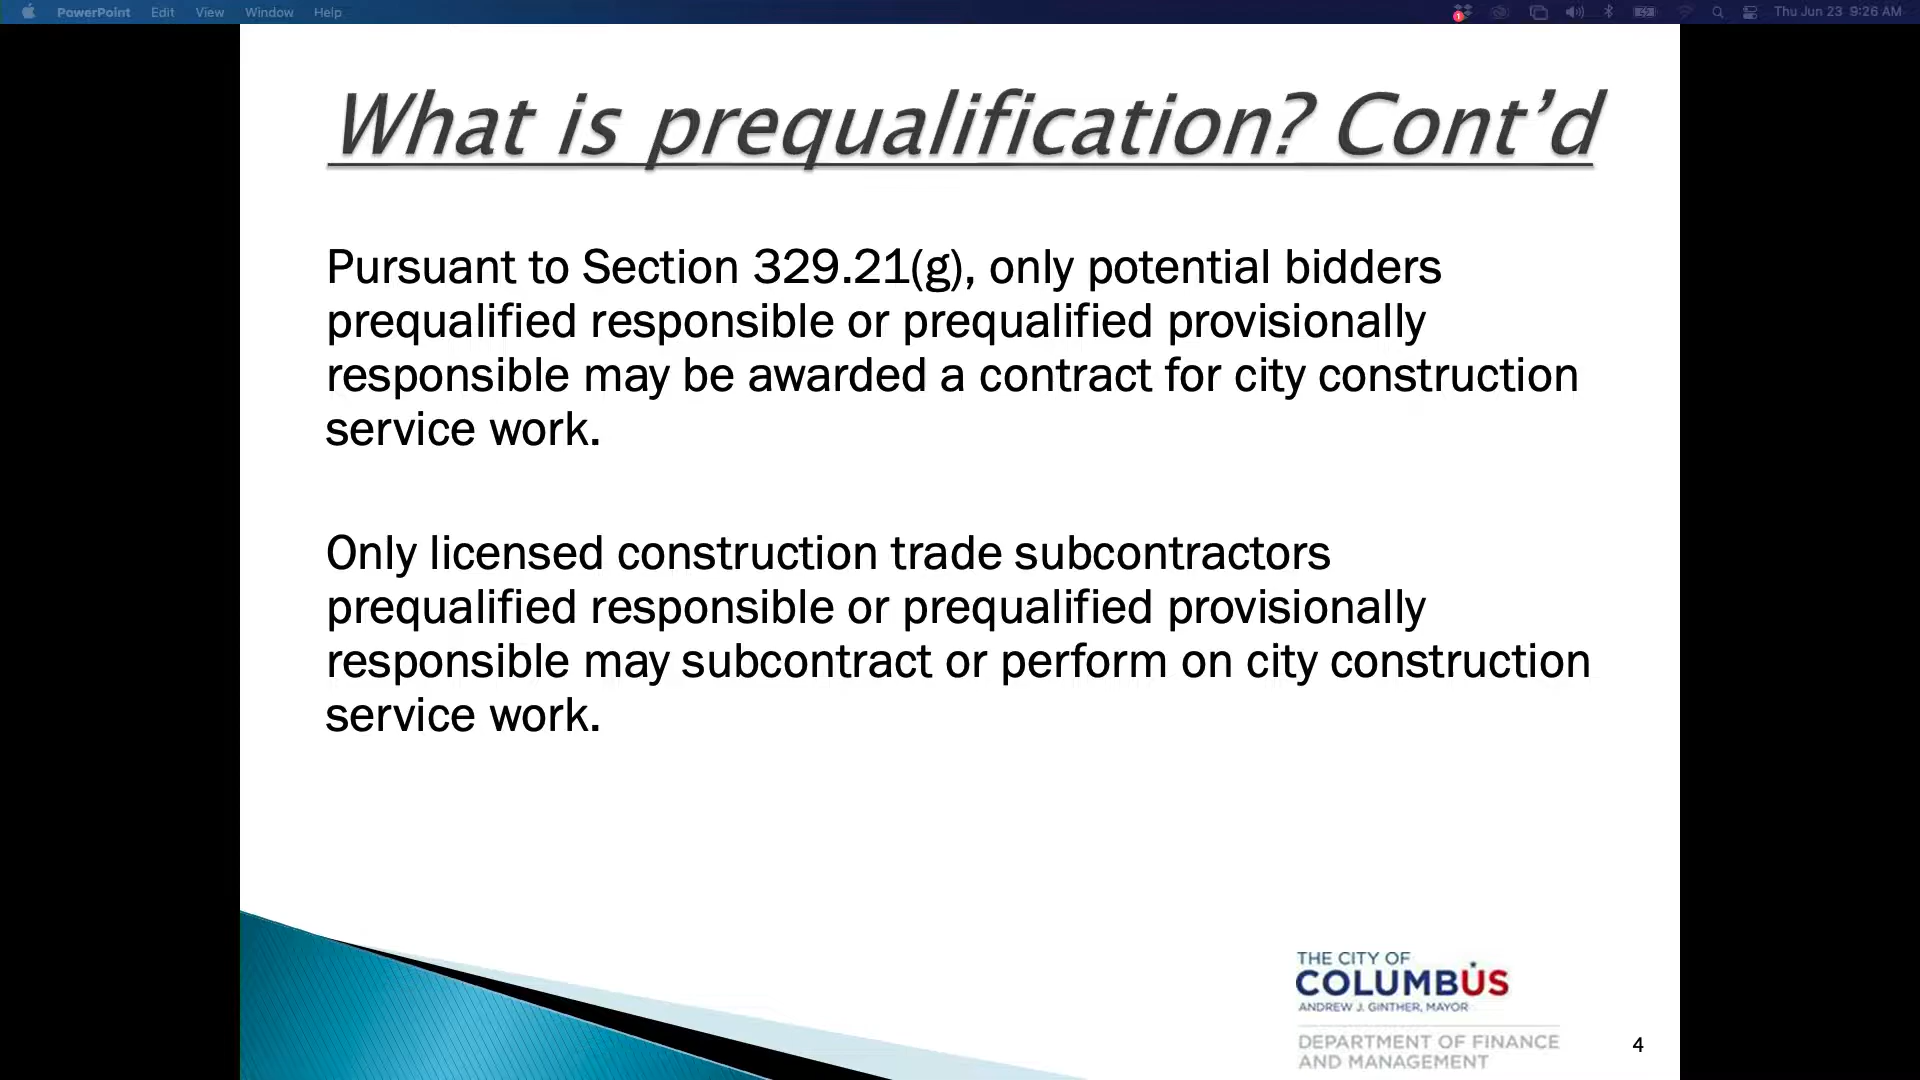 PowerPoint Edit View Window Help
1
Thu Jun 23 9:26 AM
What is prequalification? Cont’d
Pursuant to Section 329.21(g), only potential bidders
prequalified responsible or prequalified provisionally
responsible may be awarded a contract for city construction
service work.
Only licensed construction trade subcontractors
prequalified responsible or prequalified provisionally
responsible may subcontract or perform on city construction
service work.
THE CITY OF
COLUMBUS
ANDREW J. GINTHER, MAYOR
DEPARTMENT OF FINANCE
AND MANAGEMENT
4